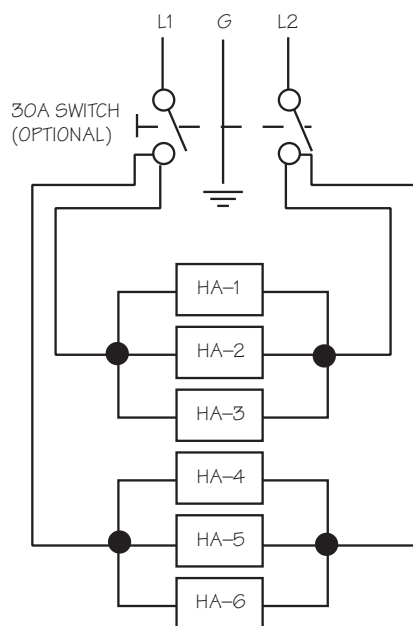 L1 G L2
30A SWITCH
(OPTIONAL)
HA–1
HA–2
HA–3
HA–4
HA–5
HA–6